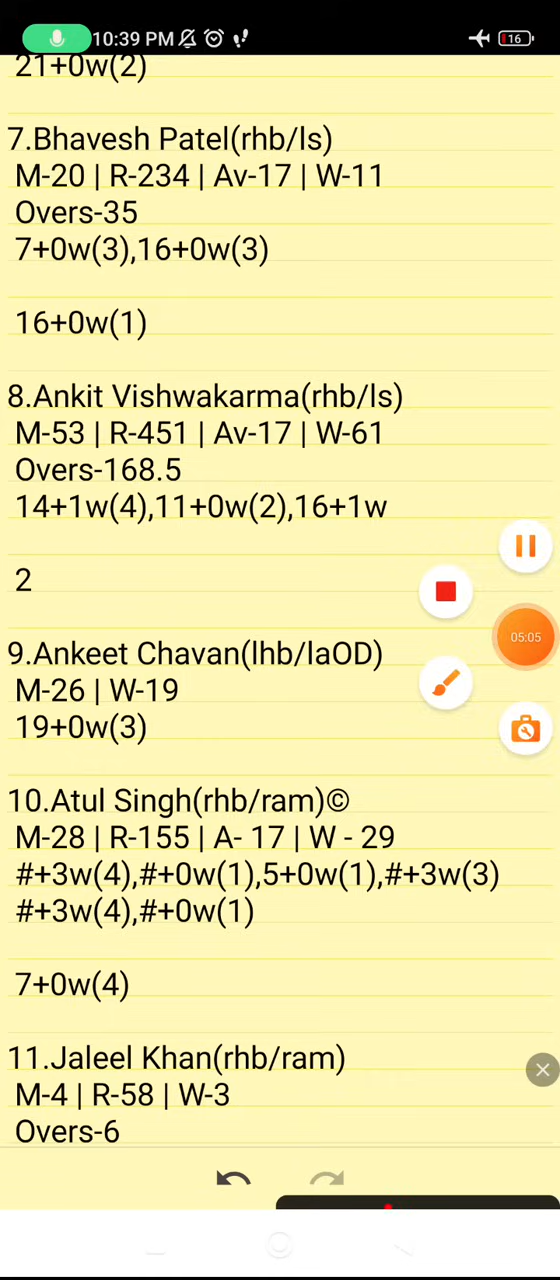 10:39 PM
16
21+0w(2)
7.Bhavesh Patel(rhb/ls)
M-20 | R-234 | Av-17 | W-11
Overs-35
7+0w(3),16+0w(3)
16+0w(1)
8.Ankit Vishwakarma(rhb/ls)
M-53 | R-451 | Av-17 | W-61
Overs-168.5
14+1w(4),11+0w(2),16+1w
2
05:05
9.Ankeet Chavan(lhb/laOD)
M-26 | W-19
19+0w(3)
10.Atul Singh(rhb/ram)©
M-28 | R-155 | A- 17 | W - 29
#+3w(4),#+0w(1),5+0w(1),#+3w(3)
#+3w(4),#+0w(1)
7+0w(4)
11.Jaleel Khan(rhb/ram)
M-4 | R-58 | W-3
Overs-6